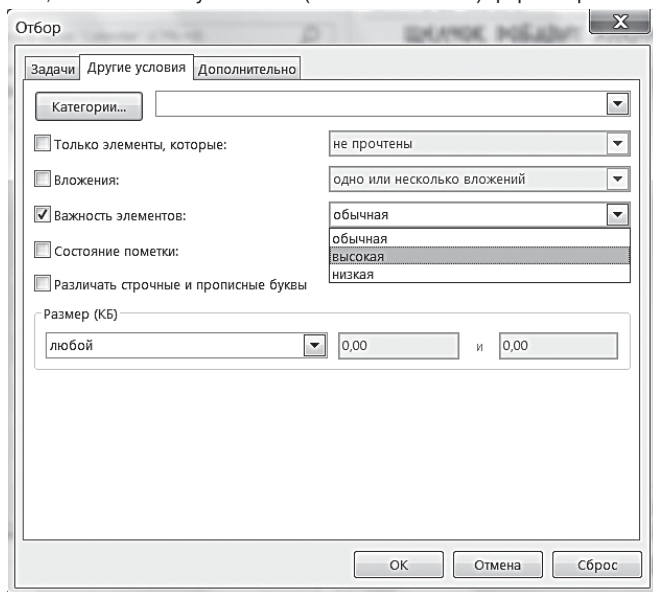 Отбор
X
Задачи Другие условия Дополнительно
Категории...
Только элементы, которые: не прочтены
Вложения: одно или несколько вложений
Важность элементов: обычная
обычная
Состояние пометки: высокая
низкая
Различать строчные и прописные буквы
Размер (КБ)
любой 0,00 и 0,00
ОК Отмена Сброс